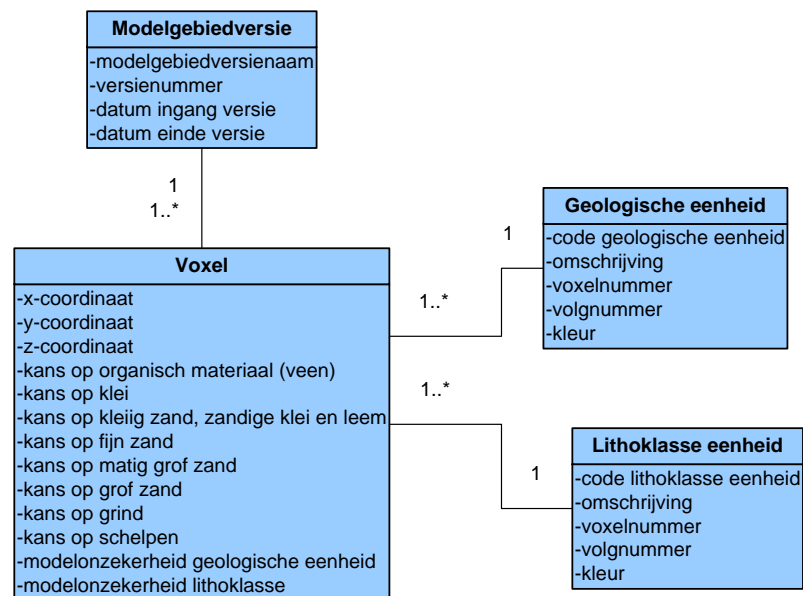 Modelgebiedversie
-modelgebiedversienaam
-versienummer
-datum ingang versie
-datum einde versie
1
1..*
Voxel
-x-coordinaat
-y-coordinaat
-z-coordinaat
-kans op organisch materiaal (veen)
-kans op klei
-kans op kleiig zand, zandige klei en leem
-kans op fijn zand
-kans op matig grof zand
-kans op grof zand
-kans op grind
-kans op schelpen
-modelonzekerheid geologische eenheid
-modelonzekerheid lithoklasse
1
1..*
Geologische eenheid
-code geologische eenheid
-omschrijving
-voxelnummer
-volgnummer
-kleur
1..*
1
Lithoklasse eenheid
-code lithoklasse eenheid
-omschrijving
-voxelnummer
-volgnummer
-kleur